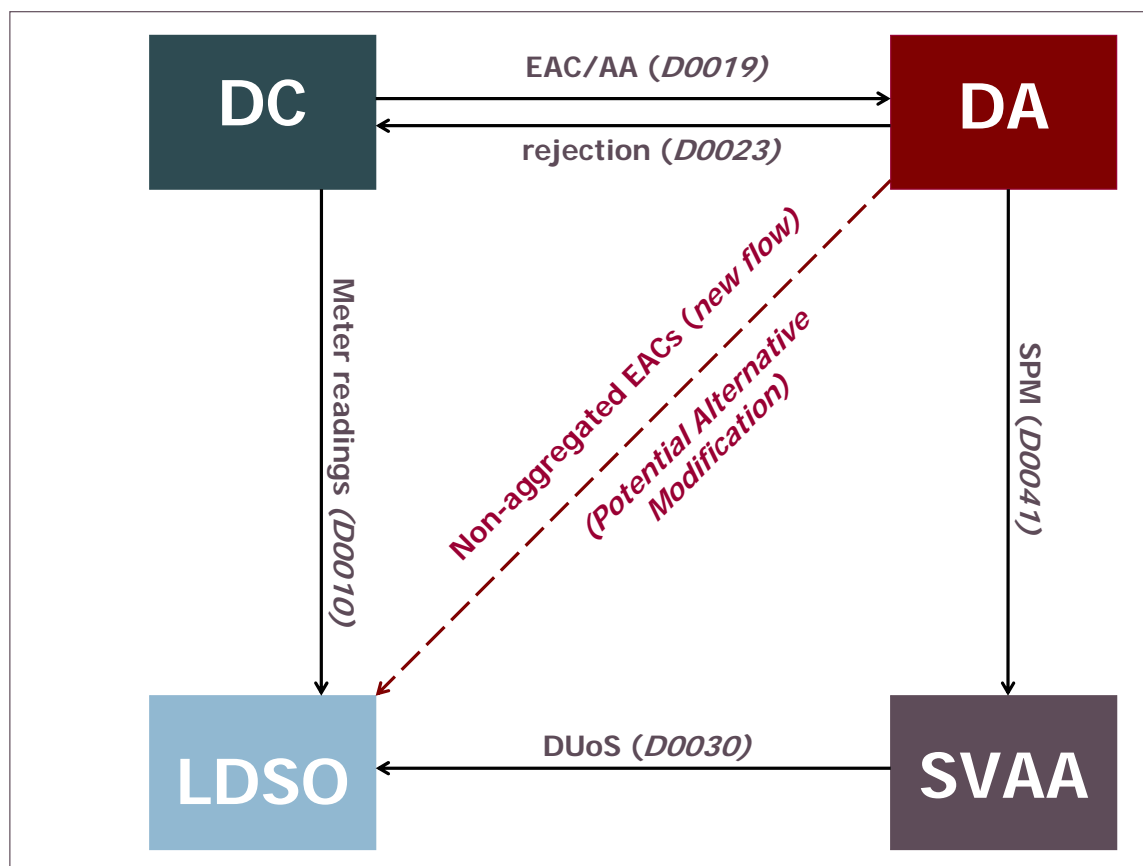 DC
EAC/AA (D0019)
DA
rejection (D0023)
Meter readings (D0010)
Non-aggregated EACs (new flow)
(Potential Alternative
Modification)
SPM (D0041)
LDSO
DUoS (D0030)
SVAA